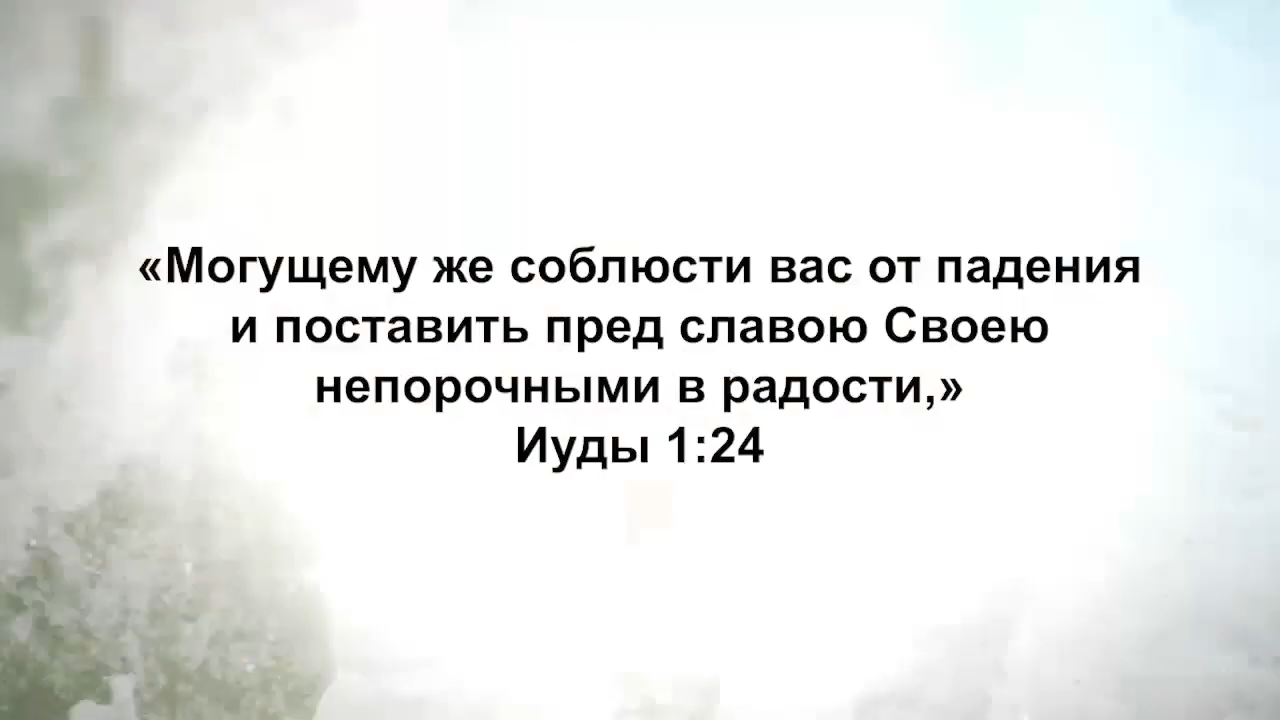 «Могущему же соблюсти вас от падения
и поставить пред славою Своею
непорочными в радости,»
Иуды 1:24